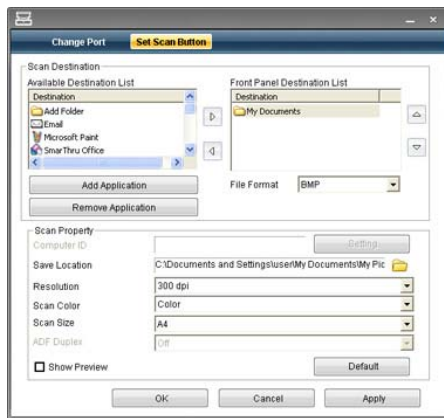 Change Port Set Scan Button
Scan Destination
Available Destination List
Destination
Add Folder
Email
Microsoft Paint
SmarThru Office
Add Application
Remove Application
Front Panel Destination List
Destination
My Documents
File Format BMP
Scan Property
Computer ID Setting
Save Location C:\Documents and Settings\user\My Documents\My Pic
Resolution 300 dpi
Scan Color Color
Scan Size A4
ADF Duplex Off
Show Preview Default
OK Cancel Apply